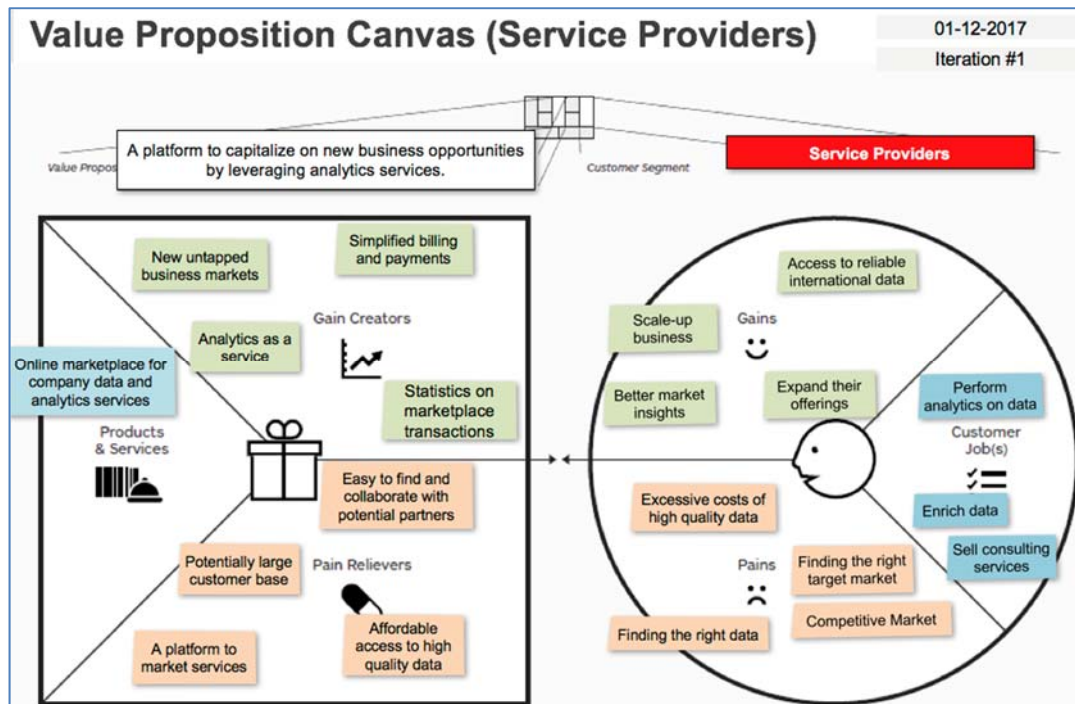 Value Proposition Canvas (Service Providers)
01-12-2017
Iteration #1
Value Propos
A platform to capitalize on new business opportunities
by leveraging analytics services.
Customer Segment
Service Providers
New untapped
business markets
Simplified billing
and payments
Gain Creators
Analytics as a
service
Online marketplace for
company data and
analytics services
Statistics on
marketplace
transactions
Products
& Services
Easy to find and
collaborate with
potential partners
Potentially large
customer base
Pain Relievers
A platform to
market services
Affordable
access to high
quality data
Access to reliable
international data
Scale-up
business
Gains
Better market
insights
Expand their
offerings
Perform
analytics on data
Customer
Job(s)
Excessive costs of
high quality data
Enrich data
Sell consulting
services
Pains
Finding the right
target market
Finding the right data
Competitive Market